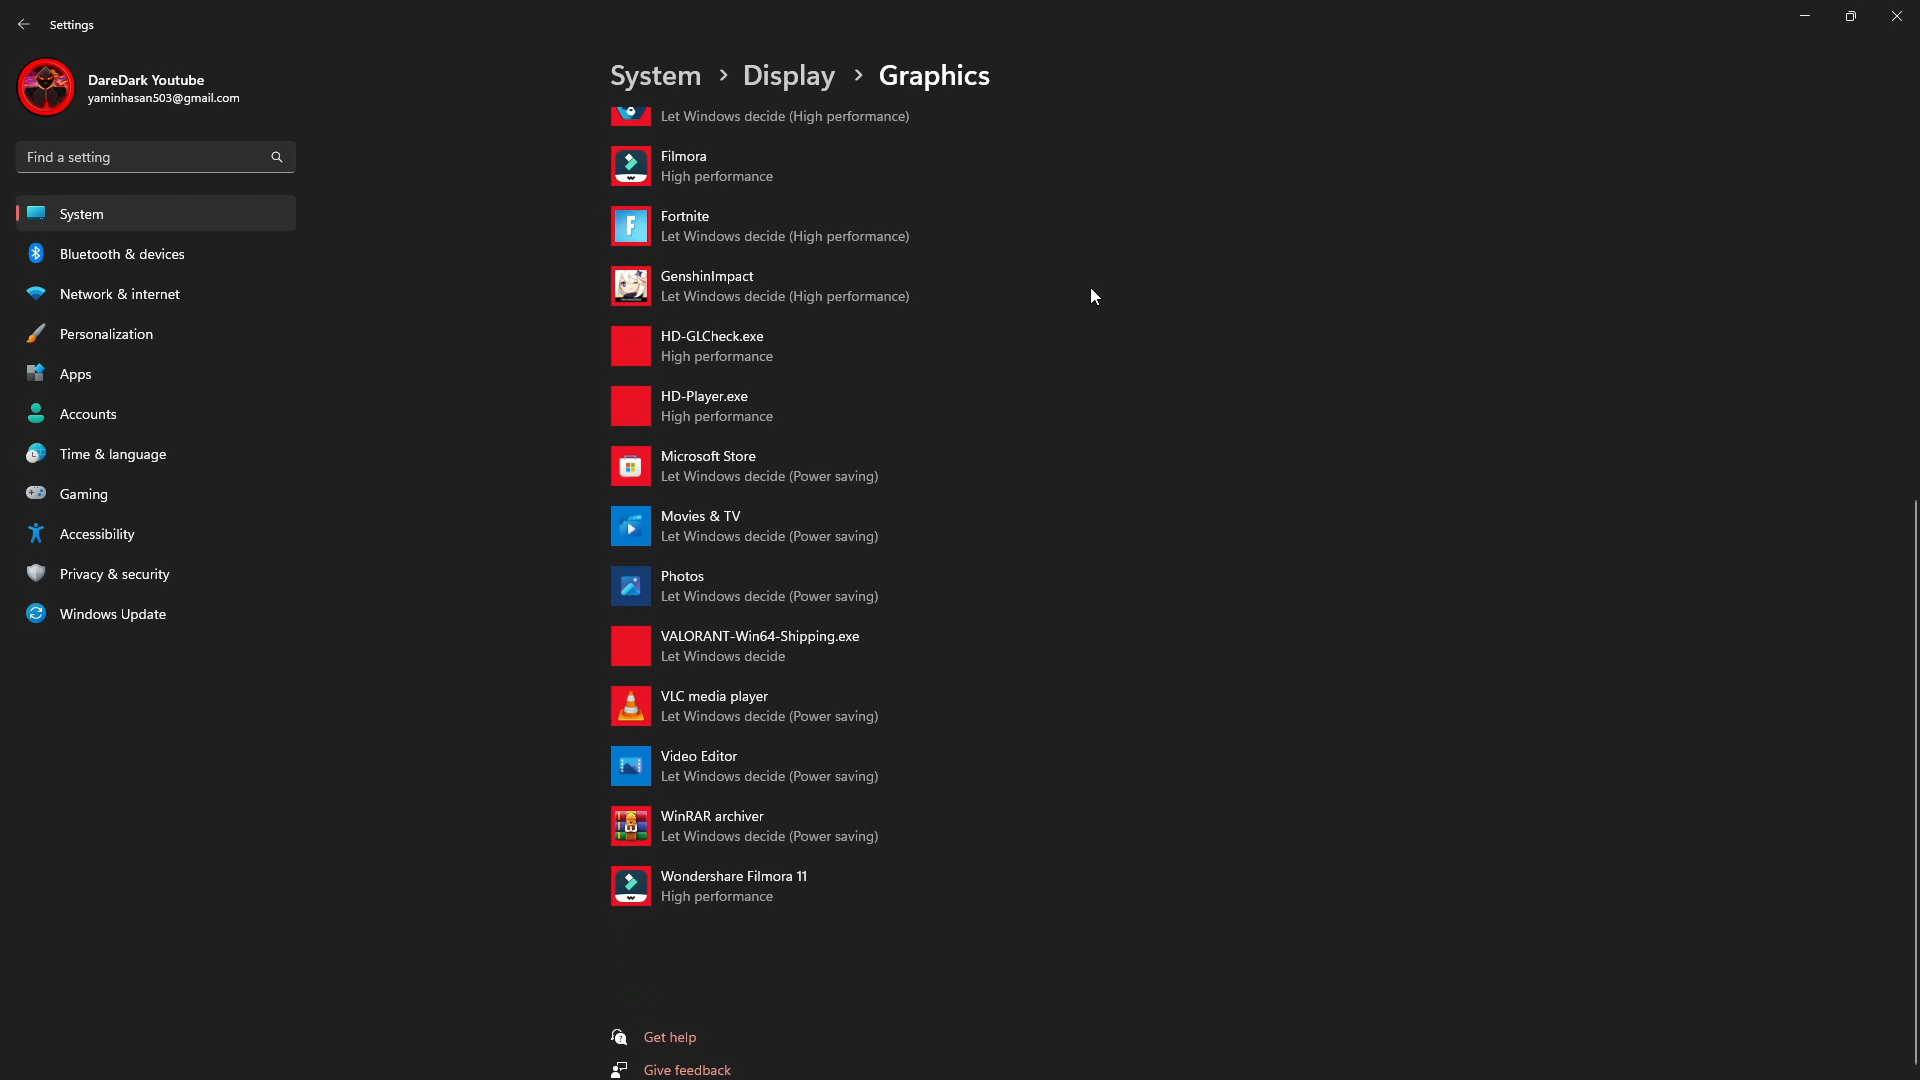 Settings
DareDark Youtube
yaminhasan503@gmail.com
Find a setting
System
Bluetooth & devices
Network & internet
Personalization
Apps
Accounts
Time & language
Gaming
Accessibility
Privacy & security
Windows Update
System > Display > Graphics
Let Windows decide (High performance)
Filmora
High performance
Fortnite
Let Windows decide (High performance)
GenshinImpact
Let Windows decide (High performance)
HD-GLCheck.exe
High performance
HD-Player.exe
High performance
Microsoft Store
Let Windows decide (Power saving)
Movies & TV
Let Windows decide (Power saving)
Photos
Let Windows decide (Power saving)
VALORANT-Win64-Shipping.exe
Let Windows decide
VLC media player
Let Windows decide (Power saving)
Video Editor
Let Windows decide (Power saving)
WinRAR archiver
Let Windows decide (Power saving)
Wondershare Filmora 11
High performance
Get help
Give feedback